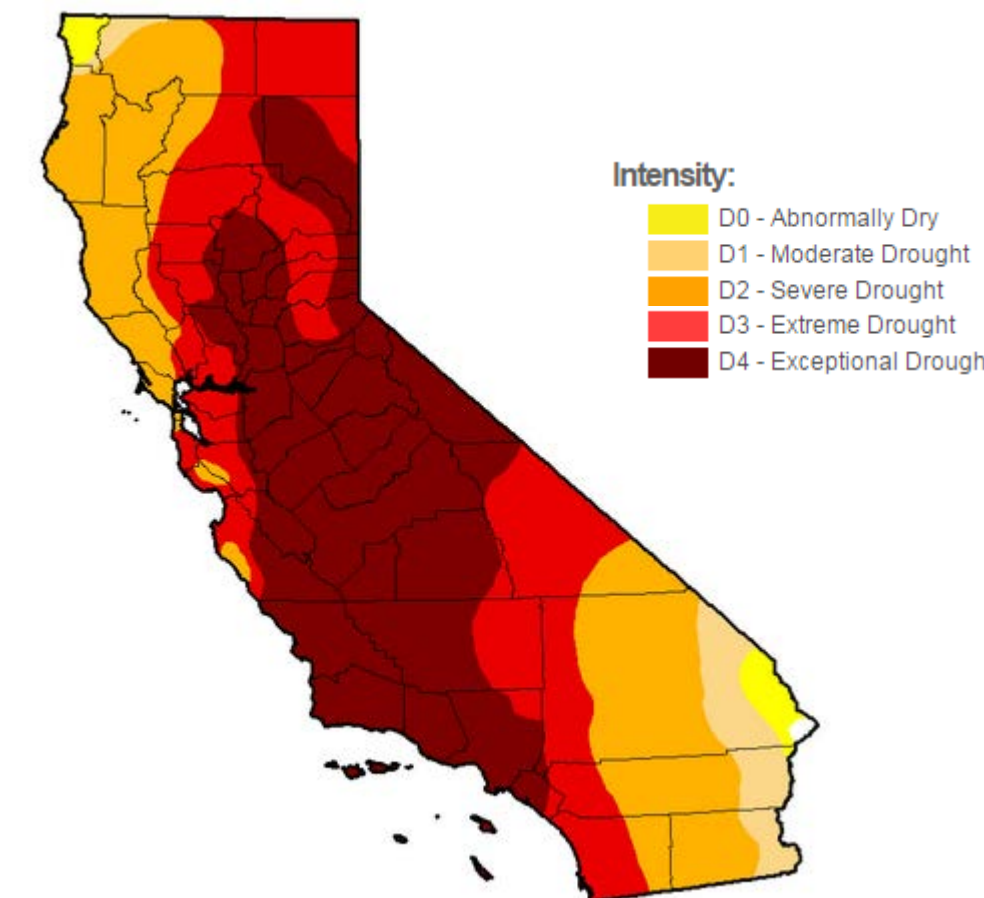 Intensity:
D0 - Abnormally Dry
D1 - Moderate Drought
D2 - Severe Drought
D3 - Extreme Drought
D4 - Exceptional Drough